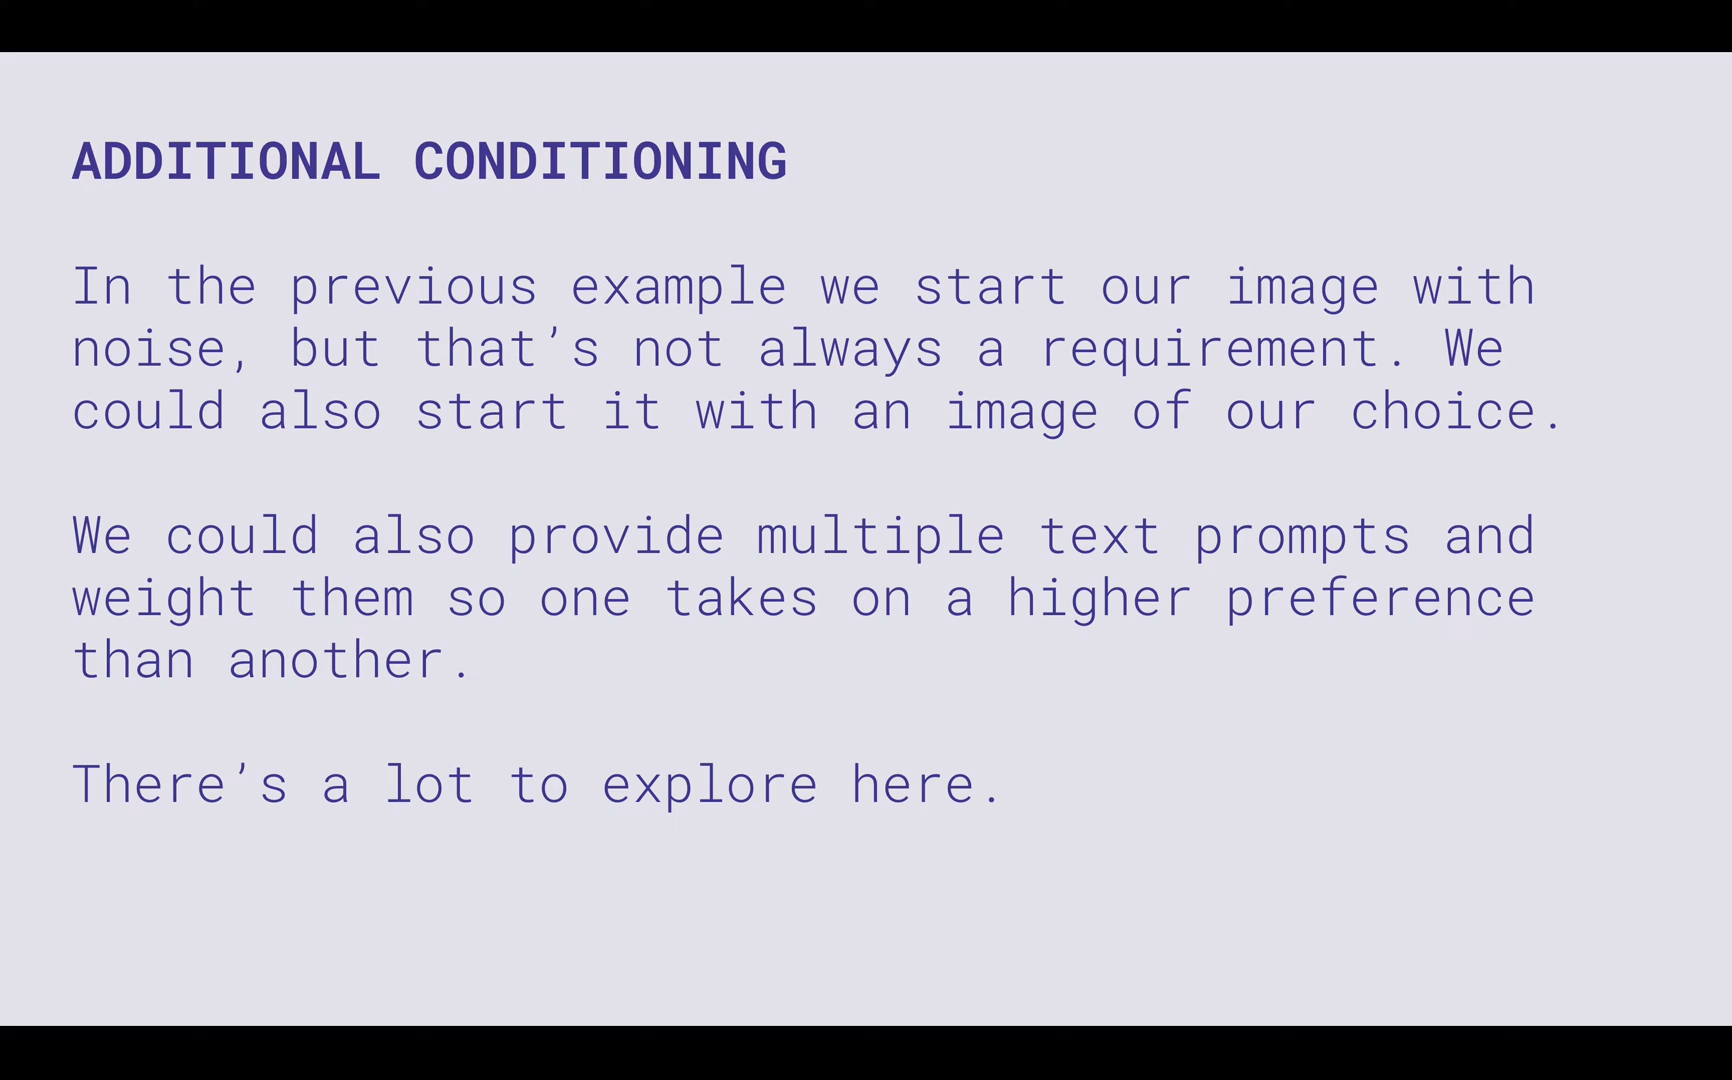 ADDITIONAL CONDITIONING
In the previous example we start our image with
noise, but that’s not always a requirement. We
could also start it with an image of our choice.
We could also provide multiple text prompts and
weight them so one takes on a higher preference
than another.
There’s a lot to explore here.